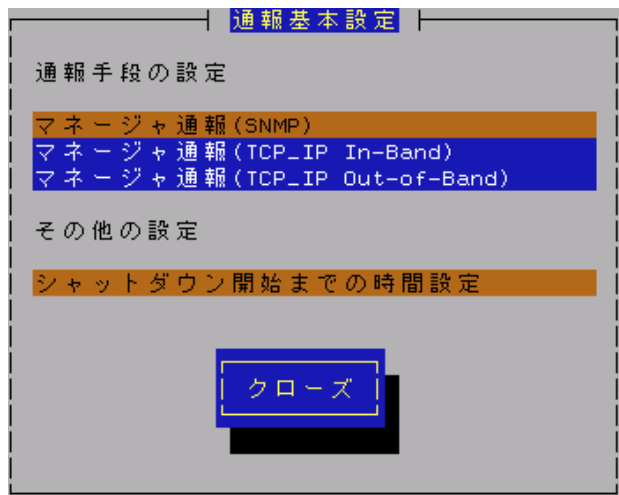 通報基本設定
通報手段の設定
マネージャ通報(SNMP)
マネージャ通報(TCP_IP In-Band)
マネージャ通報(TCP_IP Out-of-Band)
その他の設定
シャットダウン開始までの時間設定
クローズ